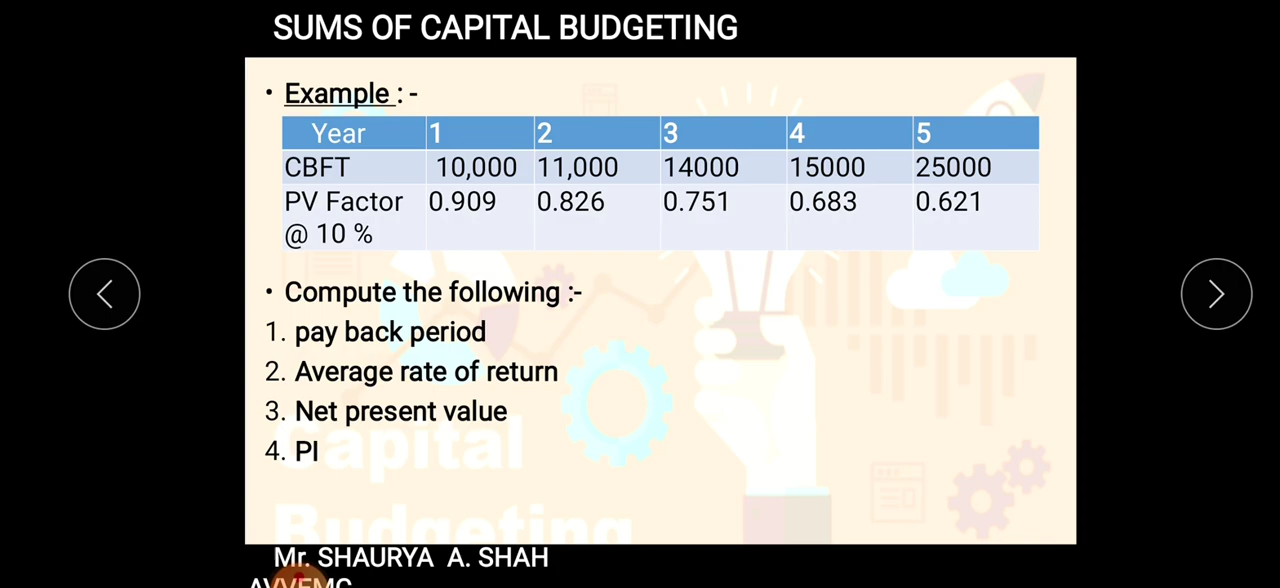 SUMS OF CAPITAL BUDGETING
• Example : -
Year 1 2 3 4 5
CBFT 10,000 11,000 14000 15000 25000
PV Factor 0.909 0.826 0.751 0.683 0.621
@ 10 %
• Compute the following :-
1. pay back period
2. Average rate of return
3. Net present value
4. PI
Capital
Budgeting
Mr. SHAURYA A. SHAH